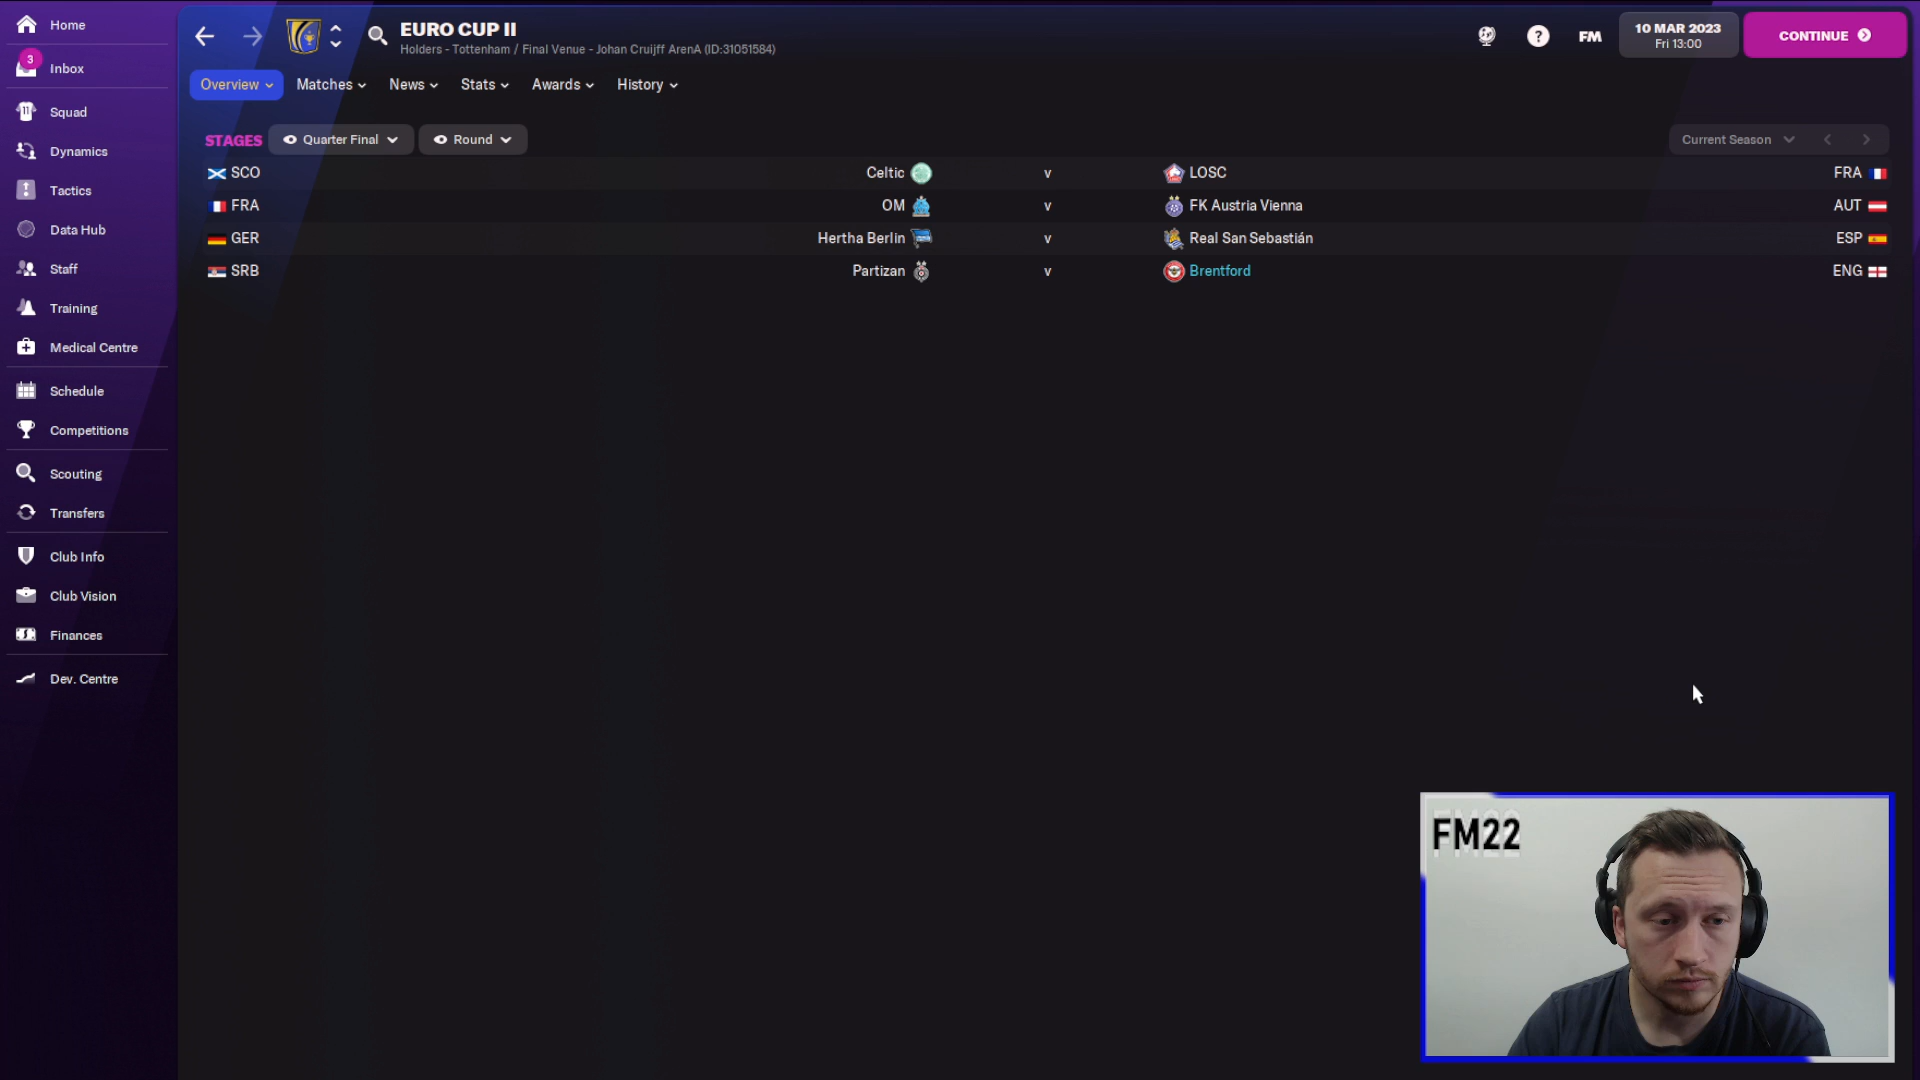 Home
EURO CUP II
Holders - Tottenham / Final Venue - Johan Cruijff ArenA (ID:31051584)
FM
10 MAR 2023
Fri 13:00
CONTINUE
3
Inbox
Overview
Matches
News
Stats
Awards
History
Squad
Dynamics
Tactics
Data Hub
Staff
Training
Medical Centre
Schedule
Competitions
Scouting
Transfers
Club Info
Club Vision
Finances
Dev. Centre
STAGES Quarter Final Round Current Season
SCO Celtic v LOSC FRA
FRA OM v FK Austria Vienna AUT
GER Hertha Berlin v Real San Sebastián ESP
SRB Partizan v Brentford ENG
FM22